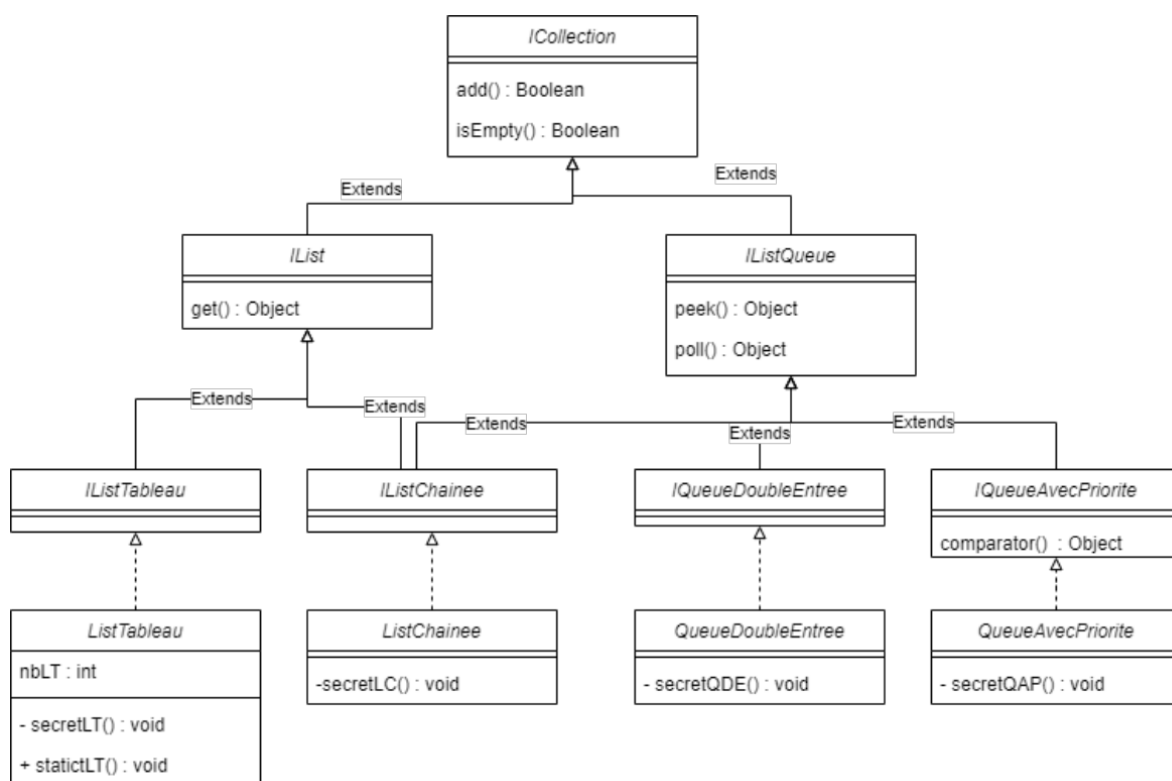 ICollection
add() : Boolean
isEmpty() : Boolean
Extends
Extends
IList
get() : Object
IListQueue
peek() : Object
poll() : Object
Extends
Extends
Extends
Extends
Extends
IListTableau
IListChainee
IQueueDoubleEntree
IQueueAvecPriorite
comparator() : Object
ListTableau
nbLT : int
- secretLT() : void
+ statictLT() : void
ListChainee
-secretLC() : void
QueueDoubleEntree
- secretQDE() : void
QueueAvecPriorite
- secretQAP() : void